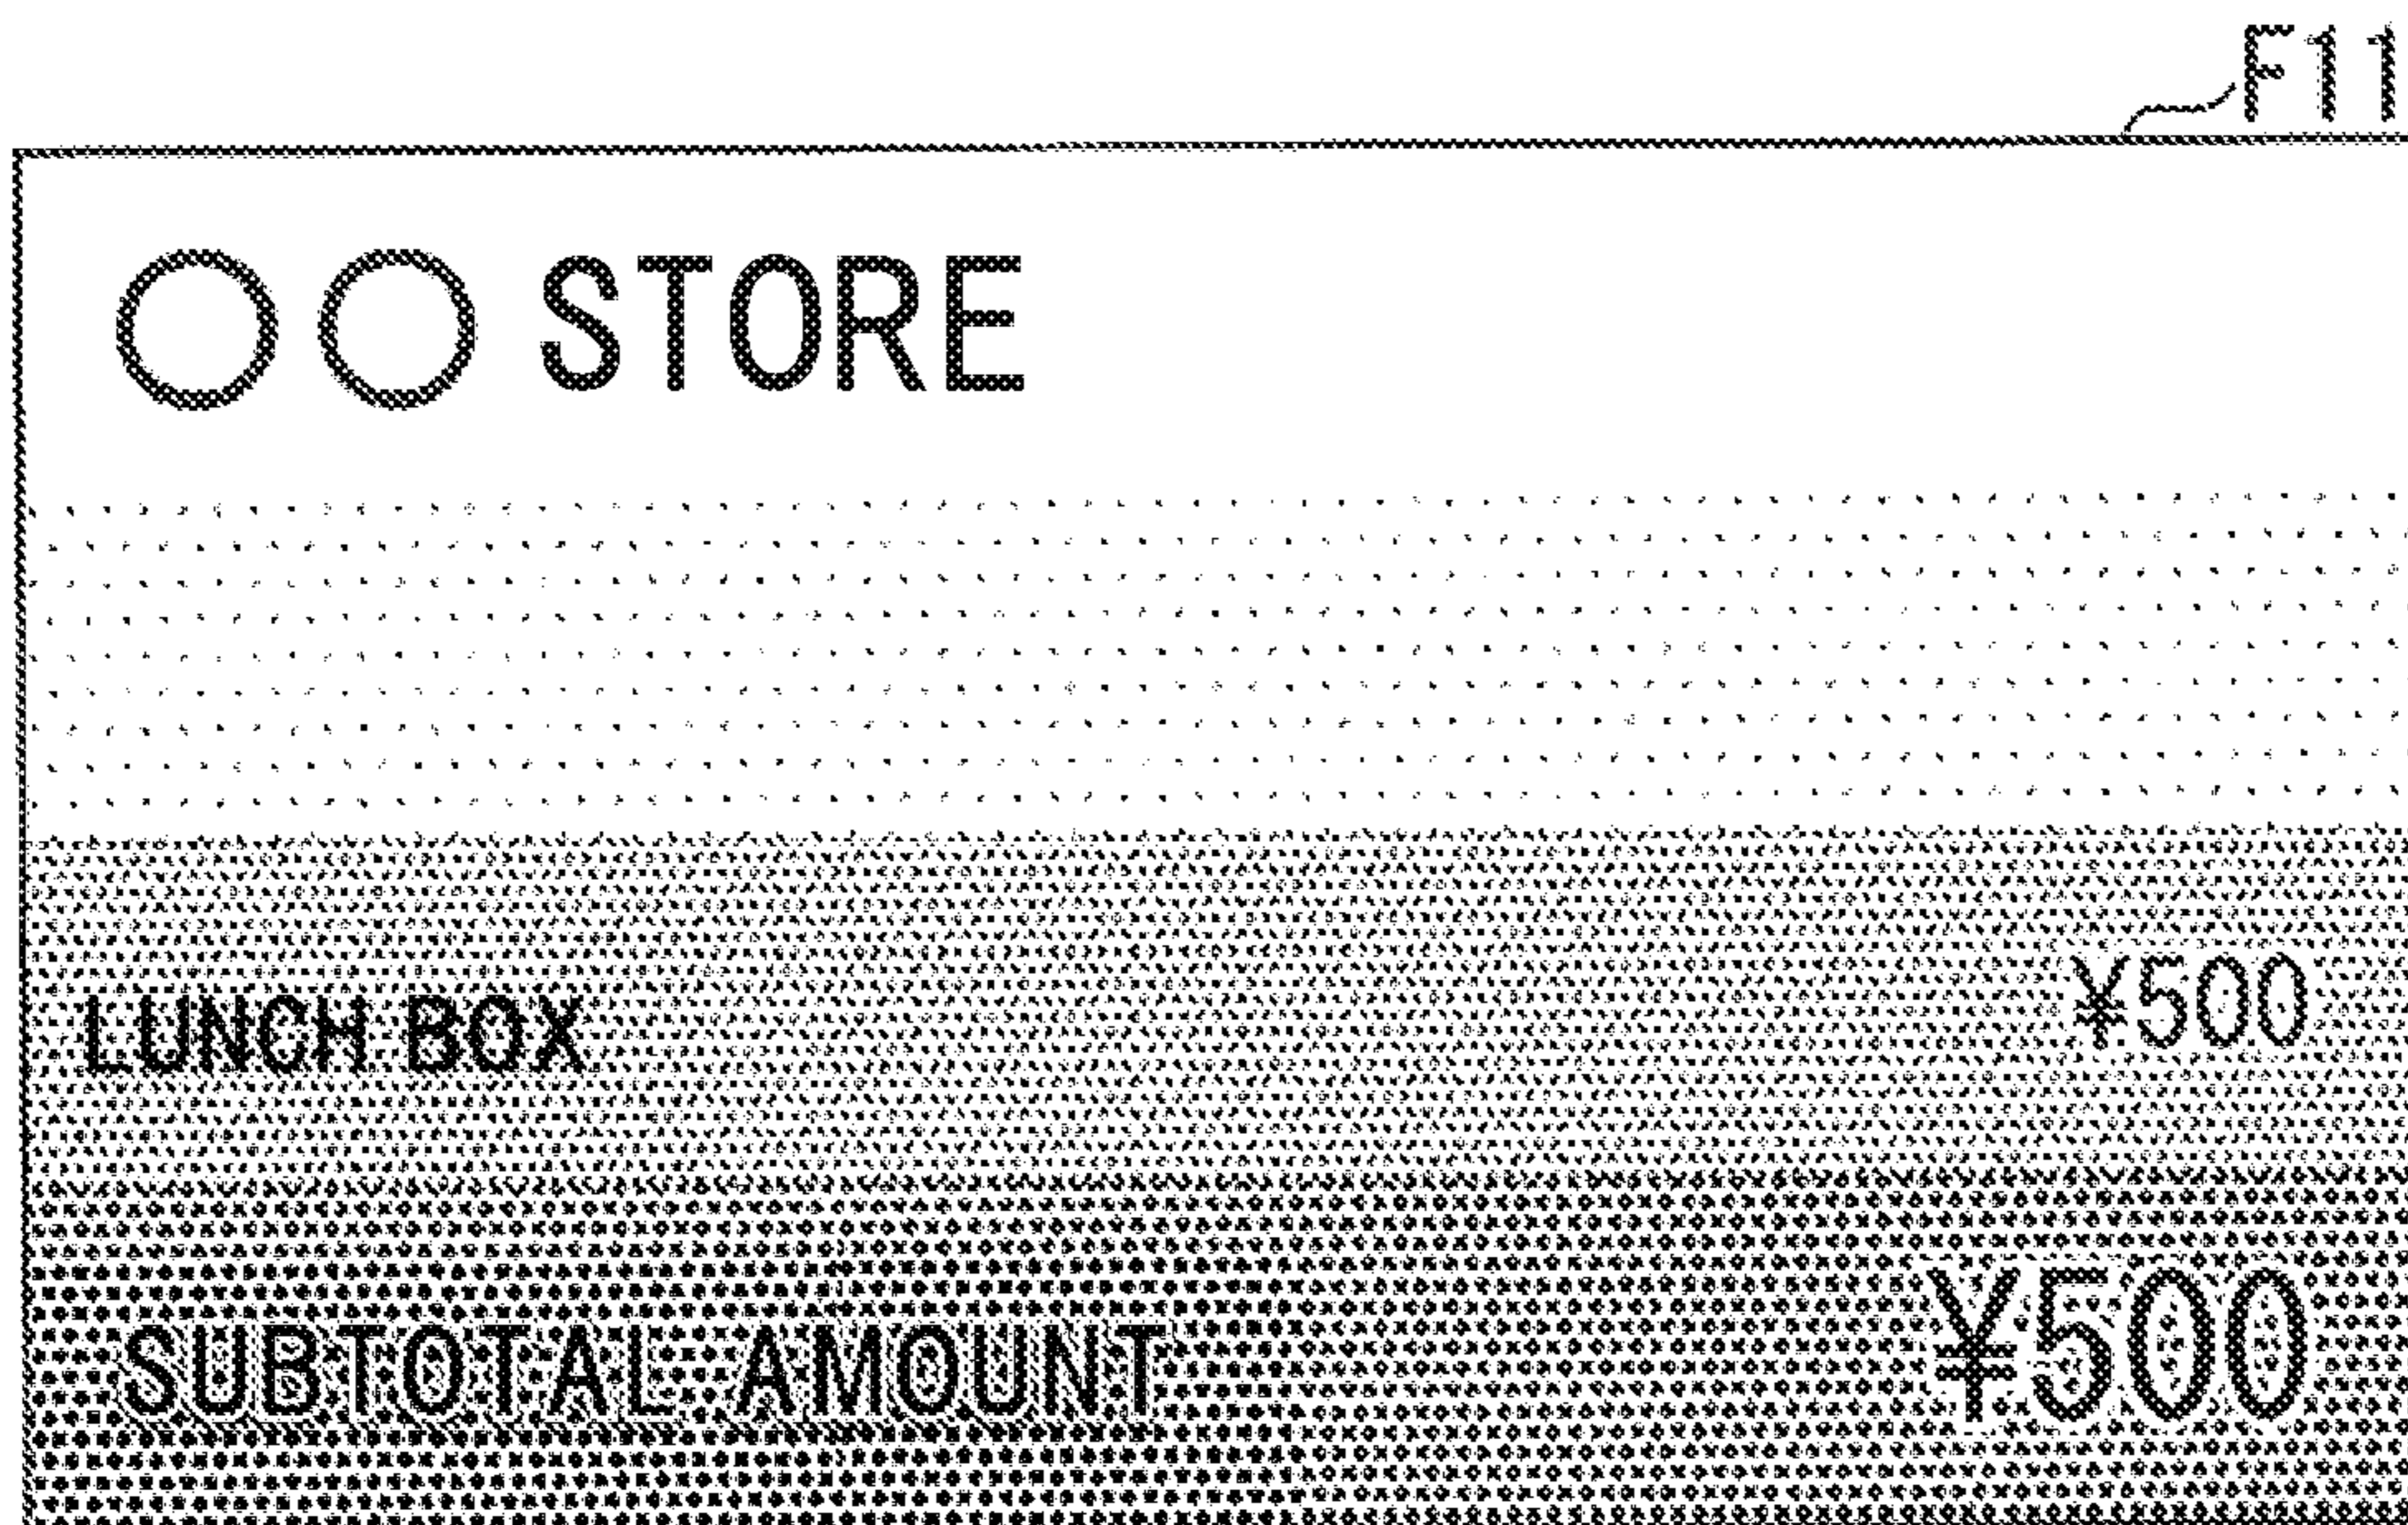 F11
○○STORE
LUNCH BOX ¥500
SUBTOTAL AMOUNT ¥500